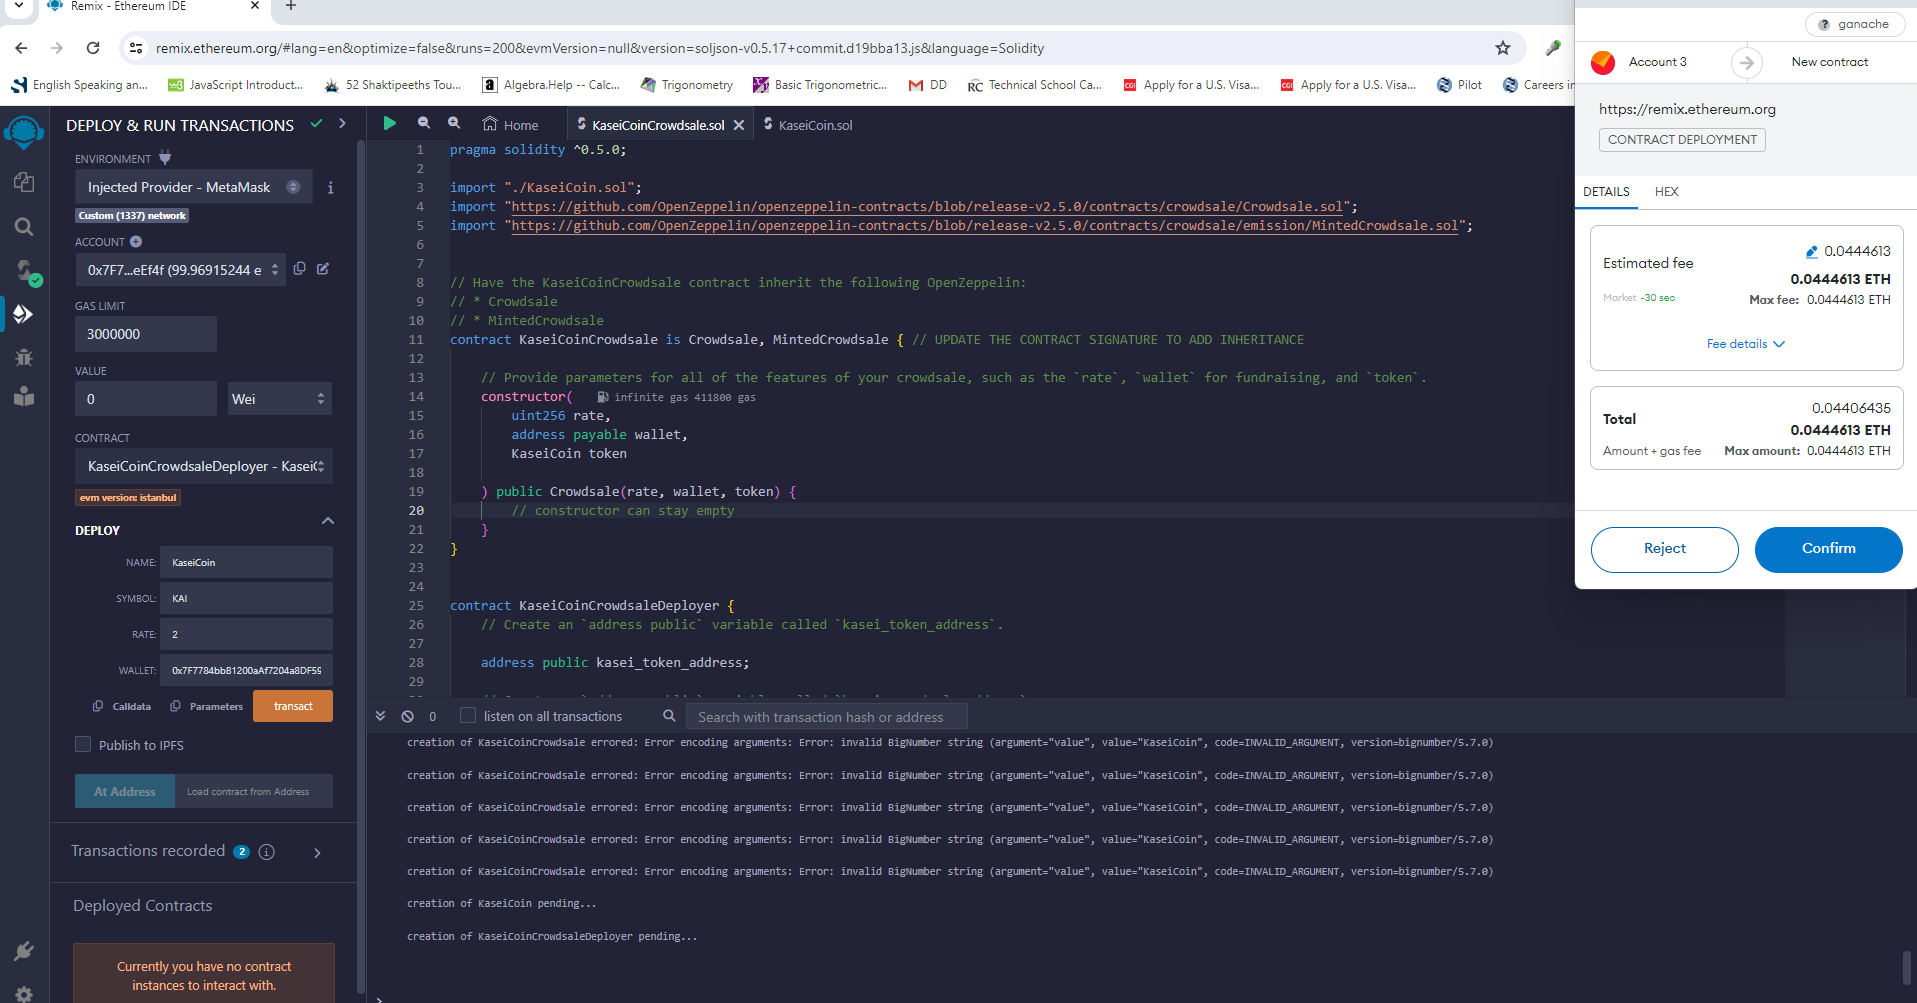 Remix - Ethereum IDE
remix.ethereum.org/#lang=en&optimize=false&runs=200&evmVersion=null&version=soljson-v0.5.17+commit.d19bba13.js&language=Solidity
English Speaking an...
JavaScript Introduct...
52 Shaktipeeths Tou...
Algebra.Help -- Calc...
Trigonometry
Basic Trigonometric...
DD
Technical School Ca...
Apply for a U.S. Visa...
Apply for a U.S. Visa...
Pilot
Careers in
DEPLOY & RUN TRANSACTIONS
ENVIRONMENT
Injected Provider - MetaMask
Custom (1337) network
ACCOUNT
0x7F7...eEf4f (99.96915244 e
GAS LIMIT
3000000
VALUE
0
Wei
CONTRACT
KaseiCoinCrowdsaleDeployer - KaseiC
evm version: istanbul
DEPLOY
NAME: KaseiCoin
SYMBOL: KAI
RATE: 2
WALLET: 0x7F7784bbB1200aAf7204a8DF59
Calldata
Parameters
transact
Publish to IPFS
At Address
Load contract from Address
Transactions recorded 2
Deployed Contracts
Currently you have no contract
instances to interact with.
Home
KaseiCoinCrowdsale.sol
KaseiCoin.sol
1 pragma solidity ^0.5.0;
2
3 import "./KaseiCoin.sol";
4 import "https://github.com/OpenZeppelin/openzeppelin-contracts/blob/release-v2.5.0/contracts/crowdsale/Crowdsale.sol";
5 import "https://github.com/OpenZeppelin/openzeppelin-contracts/blob/release-v2.5.0/contracts/crowdsale/emission/MintedCrowdsale.sol";
6
7
8 // Have the KaseiCoinCrowdsale contract inherit the following OpenZeppelin:
9 // * Crowdsale
10 // * MintedCrowdsale
11 contract KaseiCoinCrowdsale is Crowdsale, MintedCrowdsale { // UPDATE THE CONTRACT SIGNATURE TO ADD INHERITANCE
12
13 // Provide parameters for all of the features of your crowdsale, such as the `rate`, `wallet` for fundraising, and `token`.
14 constructor( infinite gas 411800 gas
15 uint256 rate,
16 address payable wallet,
17 KaseiCoin token
18
19 ) public Crowdsale(rate, wallet, token) {
20 // constructor can stay empty
21 }
22 }
23
24
25 contract KaseiCoinCrowdsaleDeployer {
26 // Create an `address public` variable called `kasei_token_address`.
27
28 address public kasei_token_address;
29
0
listen on all transactions
Search with transaction hash or address
creation of KaseiCoinCrowdsale errored: Error encoding arguments: Error: invalid BigNumber string (argument="value", value="KaseiCoin", code=INVALID_ARGUMENT, version=bignumber/5.7.0)
creation of KaseiCoinCrowdsale errored: Error encoding arguments: Error: invalid BigNumber string (argument="value", value="KaseiCoin", code=INVALID_ARGUMENT, version=bignumber/5.7.0)
creation of KaseiCoinCrowdsale errored: Error encoding arguments: Error: invalid BigNumber string (argument="value", value="KaseiCoin", code=INVALID_ARGUMENT, version=bignumber/5.7.0)
creation of KaseiCoinCrowdsale errored: Error encoding arguments: Error: invalid BigNumber string (argument="value", value="KaseiCoin", code=INVALID_ARGUMENT, version=bignumber/5.7.0)
creation of KaseiCoinCrowdsale errored: Error encoding arguments: Error: invalid BigNumber string (argument="value", value="KaseiCoin", code=INVALID_ARGUMENT, version=bignumber/5.7.0)
creation of KaseiCoin pending...
creation of KaseiCoinCrowdsaleDeployer pending...
ganache
Account 3
New contract
https://remix.ethereum.org
CONTRACT DEPLOYMENT
DETAILS
HEX
0.0444613
Estimated fee
0.0444613 ETH
Market -30 sec
Max fee: 0.0444613 ETH
Fee details
0.04406435
Total
0.0444613 ETH
Amount + gas fee
Max amount: 0.0444613 ETH
Reject
Confirm